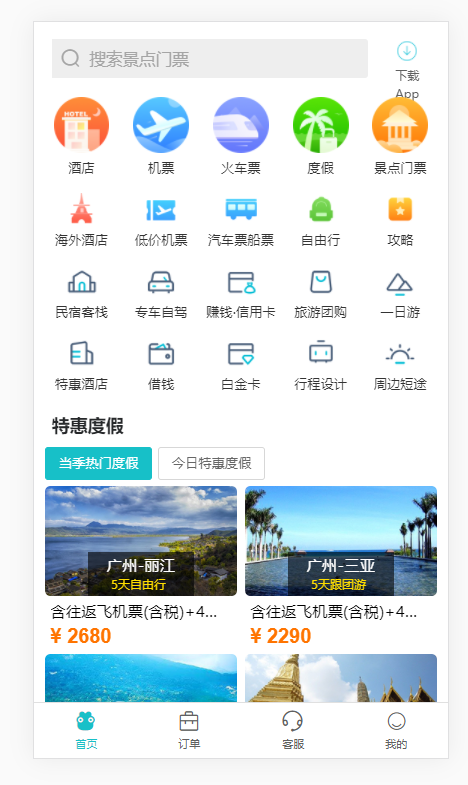 搜索景点门票
下载
App
HOTEL
酒店
机票
火车票
度假
景点门票
海外酒店
低价机票
汽车票船票
自由行
攻略
民宿客栈
专车自驾
赚钱·信用卡
旅游团购
一日游
特惠酒店
借钱
白金卡
行程设计
周边短途
特惠度假
当季热门度假
今日特惠度假
广州-丽江
5天自由行
广州-三亚
5天跟团游
含往返飞机票(含税)+4...
¥ 2680
含往返飞机票(含税)+4...
¥ 2290
首页
订单
客服
我的